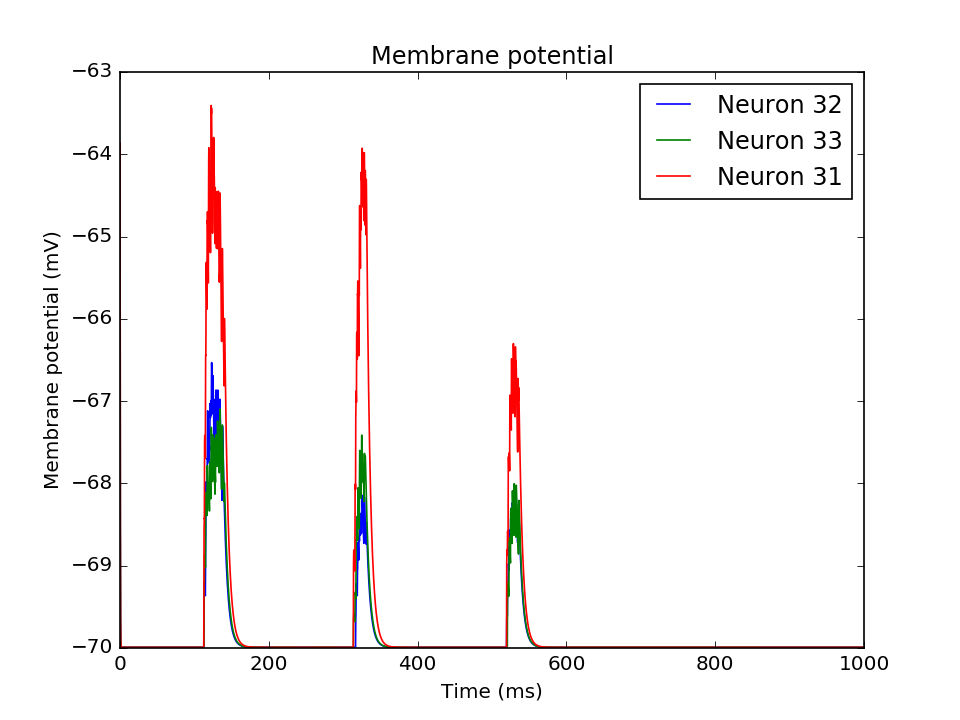 Membrane potential
−63
−64
−65
−66
−67
−68
−69
−70
Membrane potential (mV)
Neuron 32
Neuron 33
Neuron 31
0 200 400 600 800 1000
Time (ms)